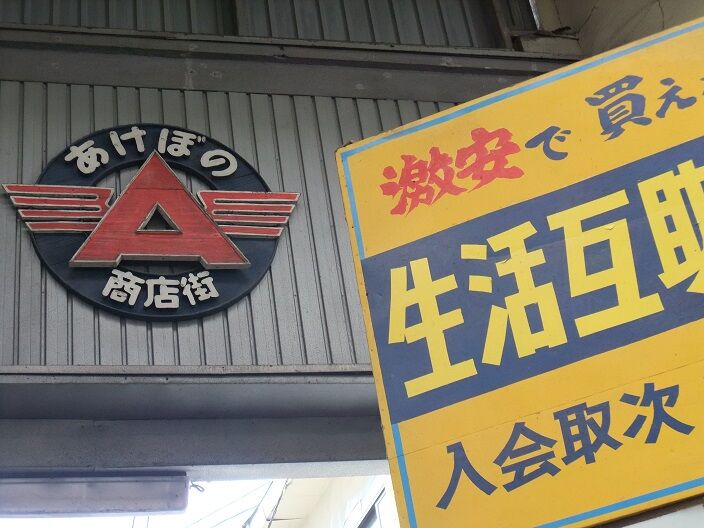 あけぼの
A
商店街
激安で買え
生活互助
入会取次